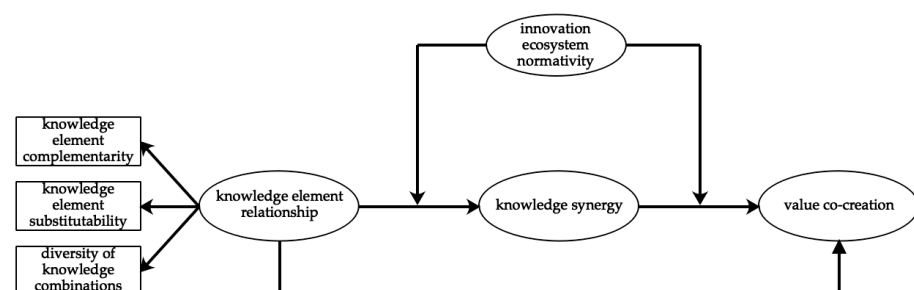 innovation
ecosystem
normativity
knowledge
element
complementarity
knowledge
element
substitutability
diversity of
knowledge
combinations
knowledge element
relationship
knowledge synergy
value co-creation